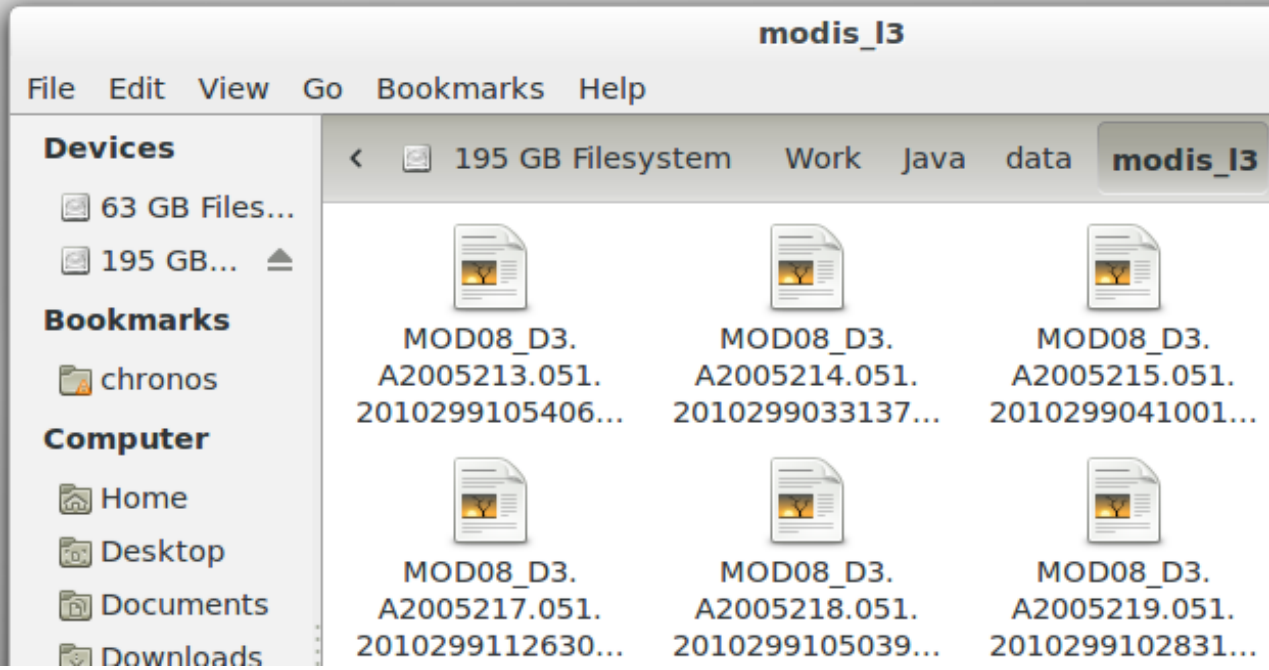 modis_l3
File Edit View Go Bookmarks Help
Devices
63 GB Files...
195 GB...
Bookmarks
chronos
Computer
Home
Desktop
Documents
Downloads
195 GB Filesystem Work Java data modis_l3
MOD08_D3.
A2005213.051.
2010299105406...
MOD08_D3.
A2005214.051.
2010299033137...
MOD08_D3.
A2005215.051.
2010299041001...
MOD08_D3.
A2005217.051.
2010299112630...
MOD08_D3.
A2005218.051.
2010299105039...
MOD08_D3.
A2005219.051.
2010299102831...